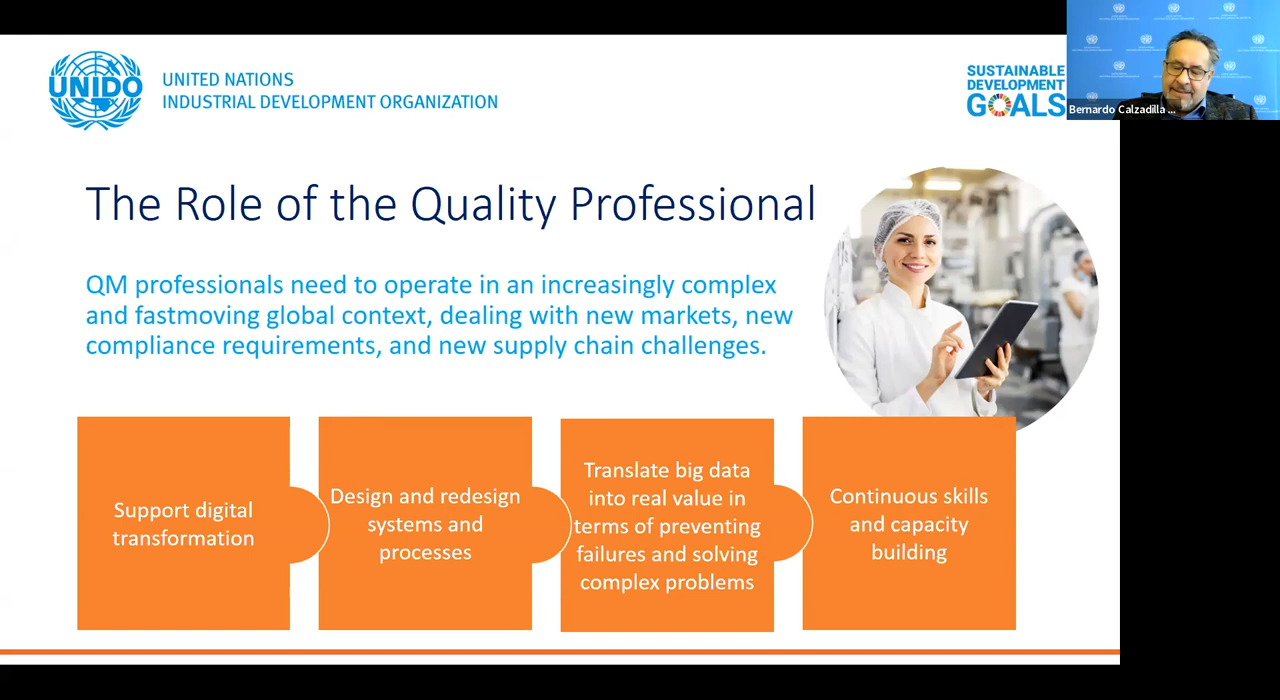 UNIDO
UNITED NATIONS
INDUSTRIAL DEVELOPMENT ORGANIZATION
SUSTAINABLE
DEVELOPMENT
GOALS
Bernardo Calzadilla ...
The Role of the Quality Professional
QM professionals need to operate in an increasingly complex
and fastmoving global context, dealing with new markets, new
compliance requirements, and new supply chain challenges.
Support digital
transformation
Design and redesign
systems and
processes
Translate big data
into real value in
terms of preventing
failures and solving
complex problems
Continuous skills
and capacity
building